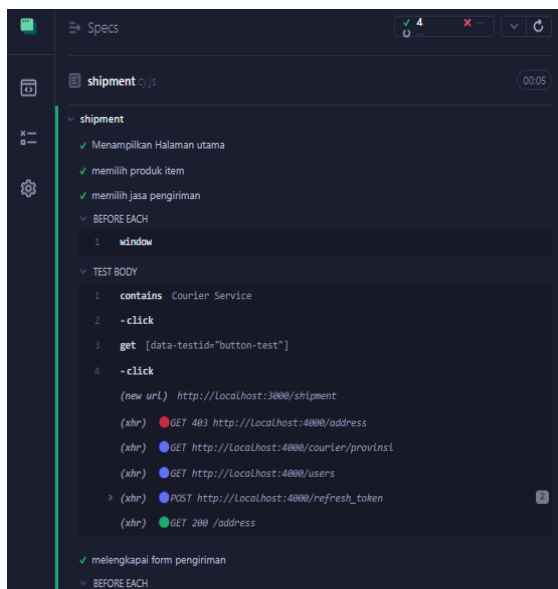 Specs
4
--
--
shipment.cy.js
00:05
shipment
Menampilkan Halaman utama
memilih produk item
memilih jasa pengiriman
BEFORE EACH
1 window
TEST BODY
1 contains Courier Service
2 -click
3 get [data-testid="button-test"]
4 -click
(new url) http://localhost:3000/shipment
(xhr) GET 403 http://localhost:4000/address
(xhr) GET http://localhost:4000/courier/provinsi
(xhr) GET http://localhost:4000/users
(xhr) POST http://localhost:4000/refresh_token 2
(xhr) GET 200 /address
melengkapai form pengiriman
BEFORE EACH